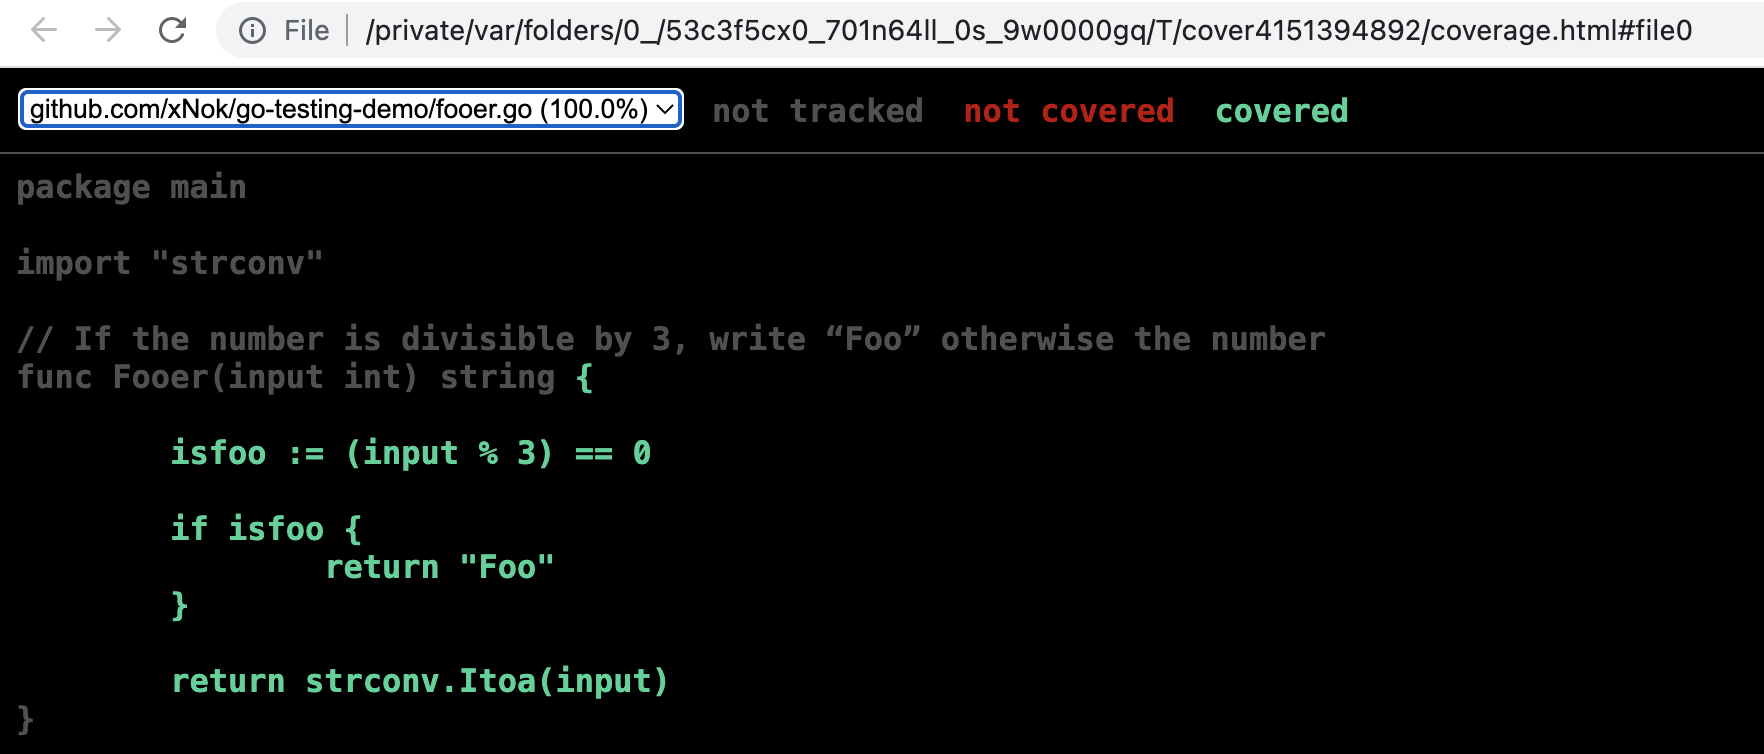 File /private/var/folders/0_/53c3f5cx0_701n64ll_0s_9w0000gq/T/cover4151394892/coverage.html#file0
github.com/xNok/go-testing-demo/fooer.go (100.0%) not tracked not covered covered
package main
import "strconv"
// If the number is divisible by 3, write “Foo” otherwise the number
func Fooer(input int) string {
isfoo := (input % 3) == 0
if isfoo {
return "Foo"
}
return strconv.Itoa(input)
}